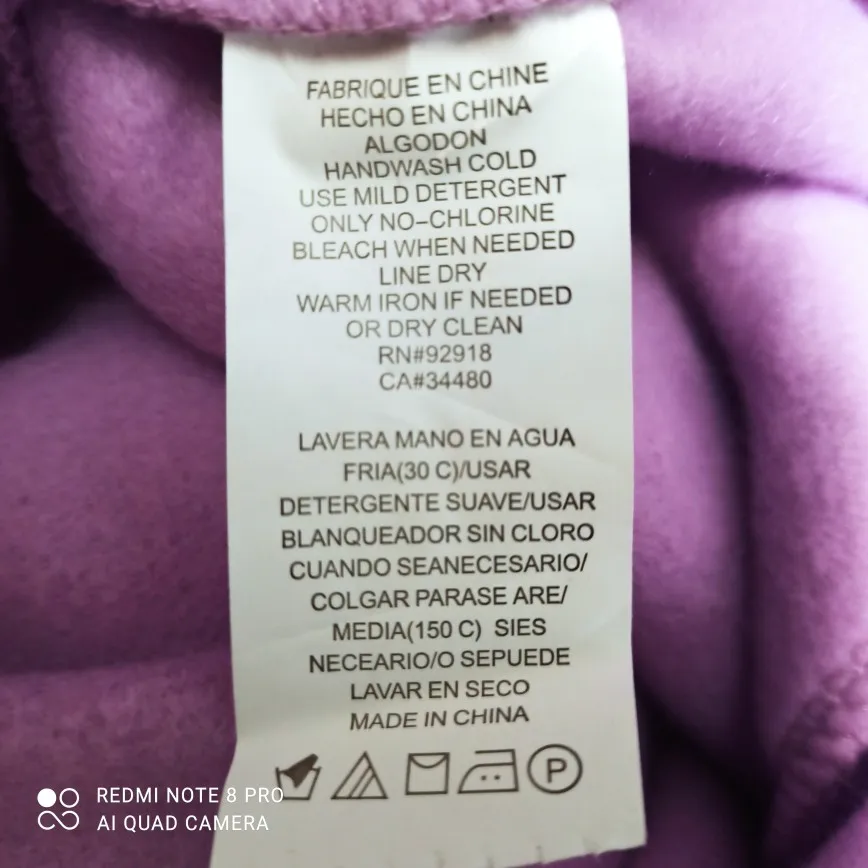 FABRIQUE EN CHINE
HECHO EN CHINA
ALGODON
HANDWASH COLD
USE MILD DETERGENT
ONLY NO-CHLORINE
BLEACH WHEN NEEDED
LINE DRY
WARM IRON IF NEEDED
OR DRY CLEAN
RN#92918
CA#34480
LAVERA MANO EN AGUA
FRIA(30 C)/USAR
DETERGENTE SUAVE/USAR
BLANQUEADOR SIN CLORO
CUANDO SEANECESARIO/
COLGAR PARASE ARE/
MEDIA(150 C) SIES
NECEARIO/O SEPUEDE
LAVAR EN SECO
MADE IN CHINA
P
REDMI NOTE 8 PRO
AI QUAD CAMERA